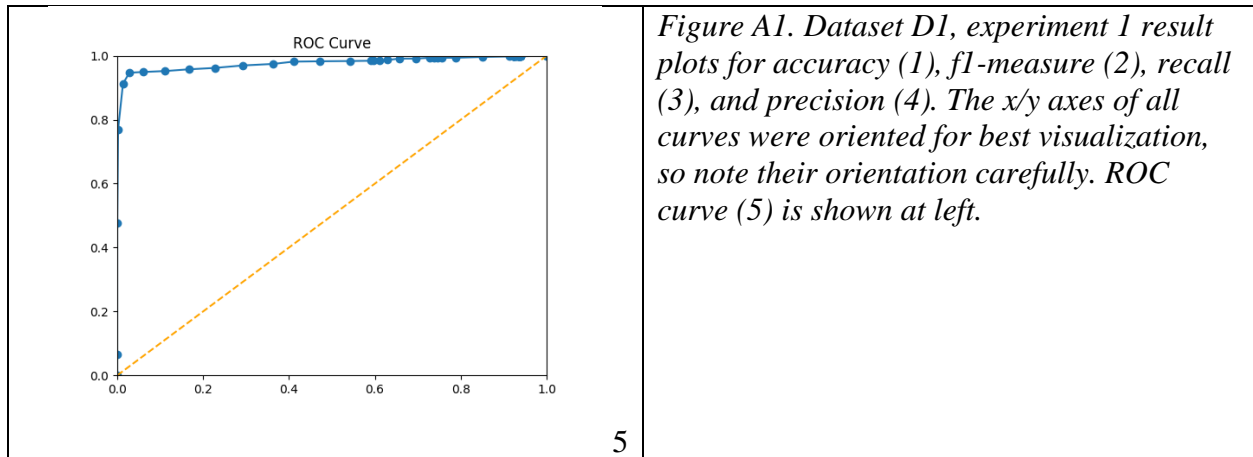 ROC Curve
1.0
0.8
0.6
0.4
0.2
0.0
0.0 0.2 0.4 0.6 0.8 1.0
5
Figure A1. Dataset D1, experiment 1 result
plots for accuracy (1), f1-measure (2), recall
(3), and precision (4). The x/y axes of all
curves were oriented for best visualization,
so note their orientation carefully. ROC
curve (5) is shown at left.